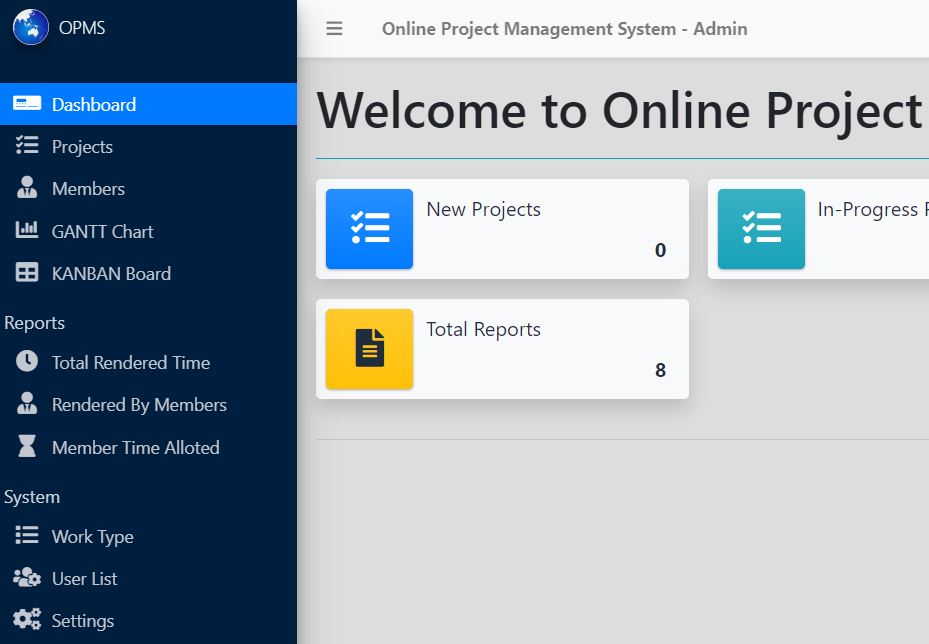 OPMS
Online Project Management System - Admin
Dashboard
Projects
Members
GANTT Chart
KANBAN Board
Reports
Total Rendered Time
Rendered By Members
Member Time Alloted
System
Work Type
User List
Settings
Welcome to Online Project
New Projects
0
In-Progress
Total Reports
8